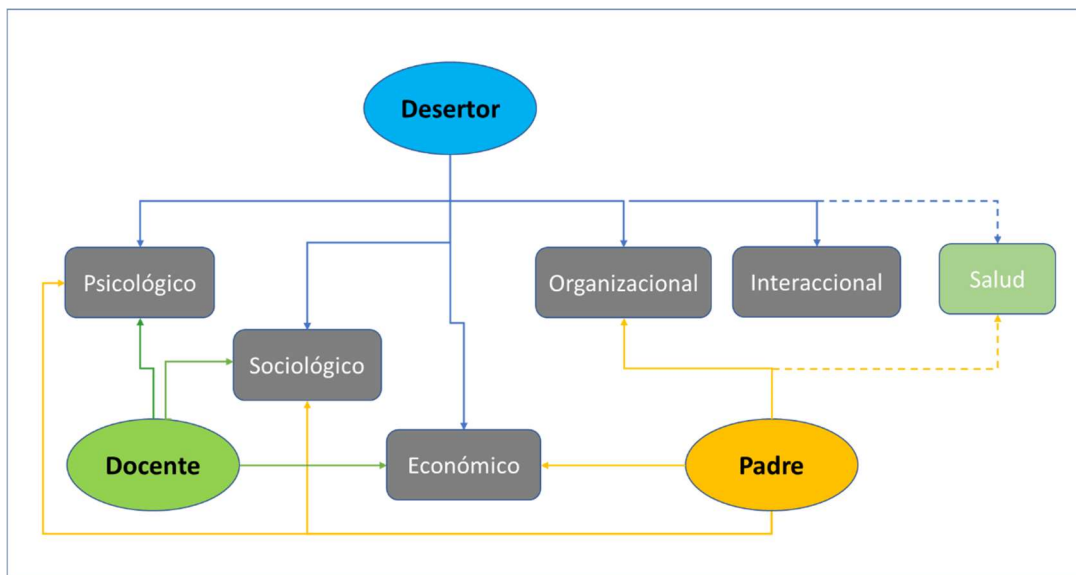 Desertor
Psicológico
Organizacional
Interaccional
Salud
Sociológico
Docente
Económico
Padre